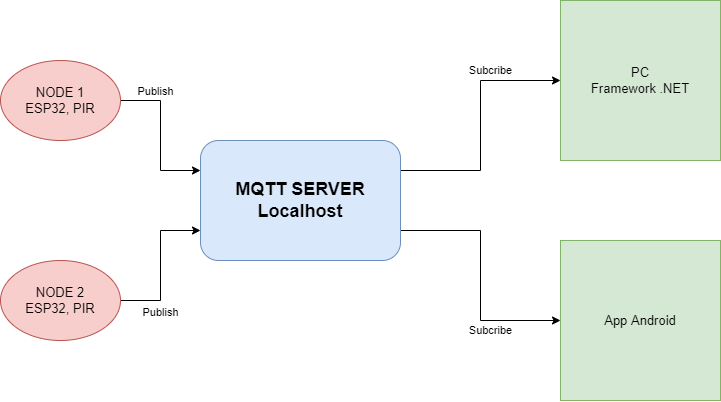 NODE 1
ESP32, PIR
Publish
MQTT SERVER
Localhost
NODE 2
ESP32, PIR
Publish
Subcribe
PC
Framework .NET
Subcribe
App Android